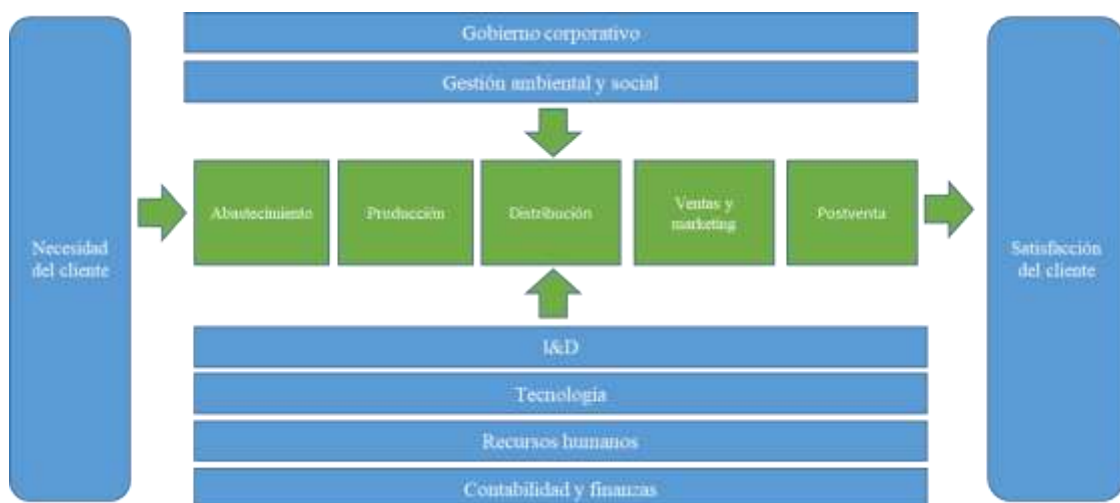 Gobierno corporativo
Gestión ambiental y social
Necesidad
del cliente
Abastecimiento
Producción
Distribución
Ventas y
marketing
Postventa
Satisfacción
del cliente
I&D
Tecnología
Recursos humanos
Contabilidad y finanzas